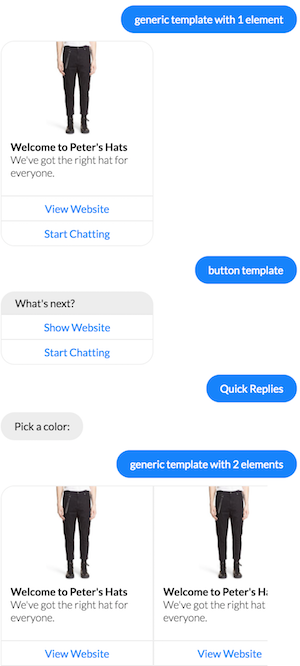 generic template with 1 element
Welcome to Peter's Hats
We've got the right hat for
everyone.
View Website
Start Chatting
button template
What's next?
Show Website
Start Chatting
Quick Replies
Pick a color:
generic template with 2 elements
Welcome to Peter's Hats
We've got the right hat for
everyone.
View Website
Welcome to Peter's Ha
We've got the right hat
everyone.
View Website